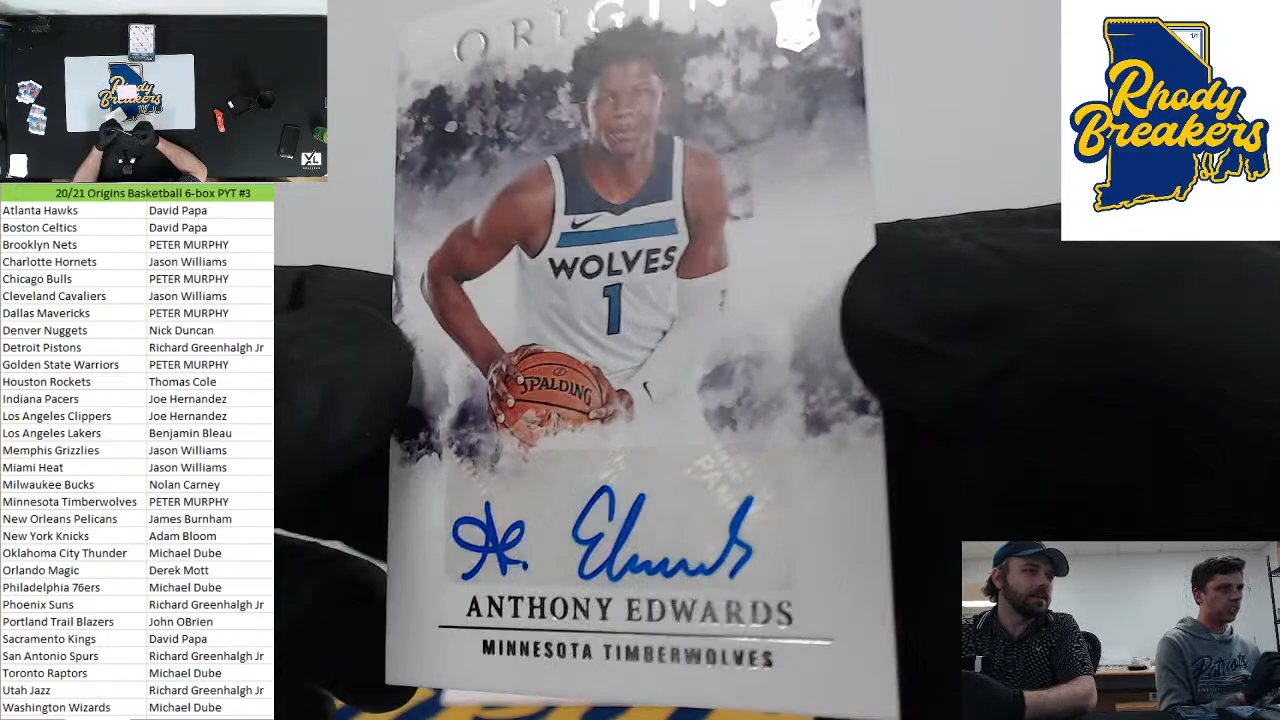 20/21 Origins Basketball 6-box PYT #3
Atlanta Hawks David Papa
Boston Celtics David Papa
Brooklyn Nets PETER MURPHY
Charlotte Hornets Jason Williams
Chicago Bulls PETER MURPHY
Cleveland Cavaliers Jason Williams
Dallas Mavericks PETER MURPHY
Denver Nuggets Nick Duncan
Detroit Pistons Richard Greenhalgh Jr
Golden State Warriors PETER MURPHY
Houston Rockets Thomas Cole
Indiana Pacers Joe Hernandez
Los Angeles Clippers Joe Hernandez
Los Angeles Lakers Benjamin Bleau
Memphis Grizzlies Jason Williams
Miami Heat Jason Williams
Milwaukee Bucks Nolan Carney
Minnesota Timberwolves PETER MURPHY
New Orleans Pelicans James Burnham
New York Knicks Adam Bloom
Oklahoma City Thunder Michael Dube
Orlando Magic Derek Mott
Philadelphia 76ers Michael Dube
Phoenix Suns Richard Greenhalgh Jr
Portland Trail Blazers John OBrien
Sacramento Kings David Papa
San Antonio Spurs Richard Greenhalgh Jr
Toronto Raptors Michael Dube
Utah Jazz Richard Greenhalgh Jr
Washington Wizards Michael Dube
Rhody
Breakers
XL
ORIGIN
WOLVES
1
SPALDING
ANTHONY EDWARDS
MINNESOTA TIMBERWOLVES
1/1
Rhody
Breakers
Patriots